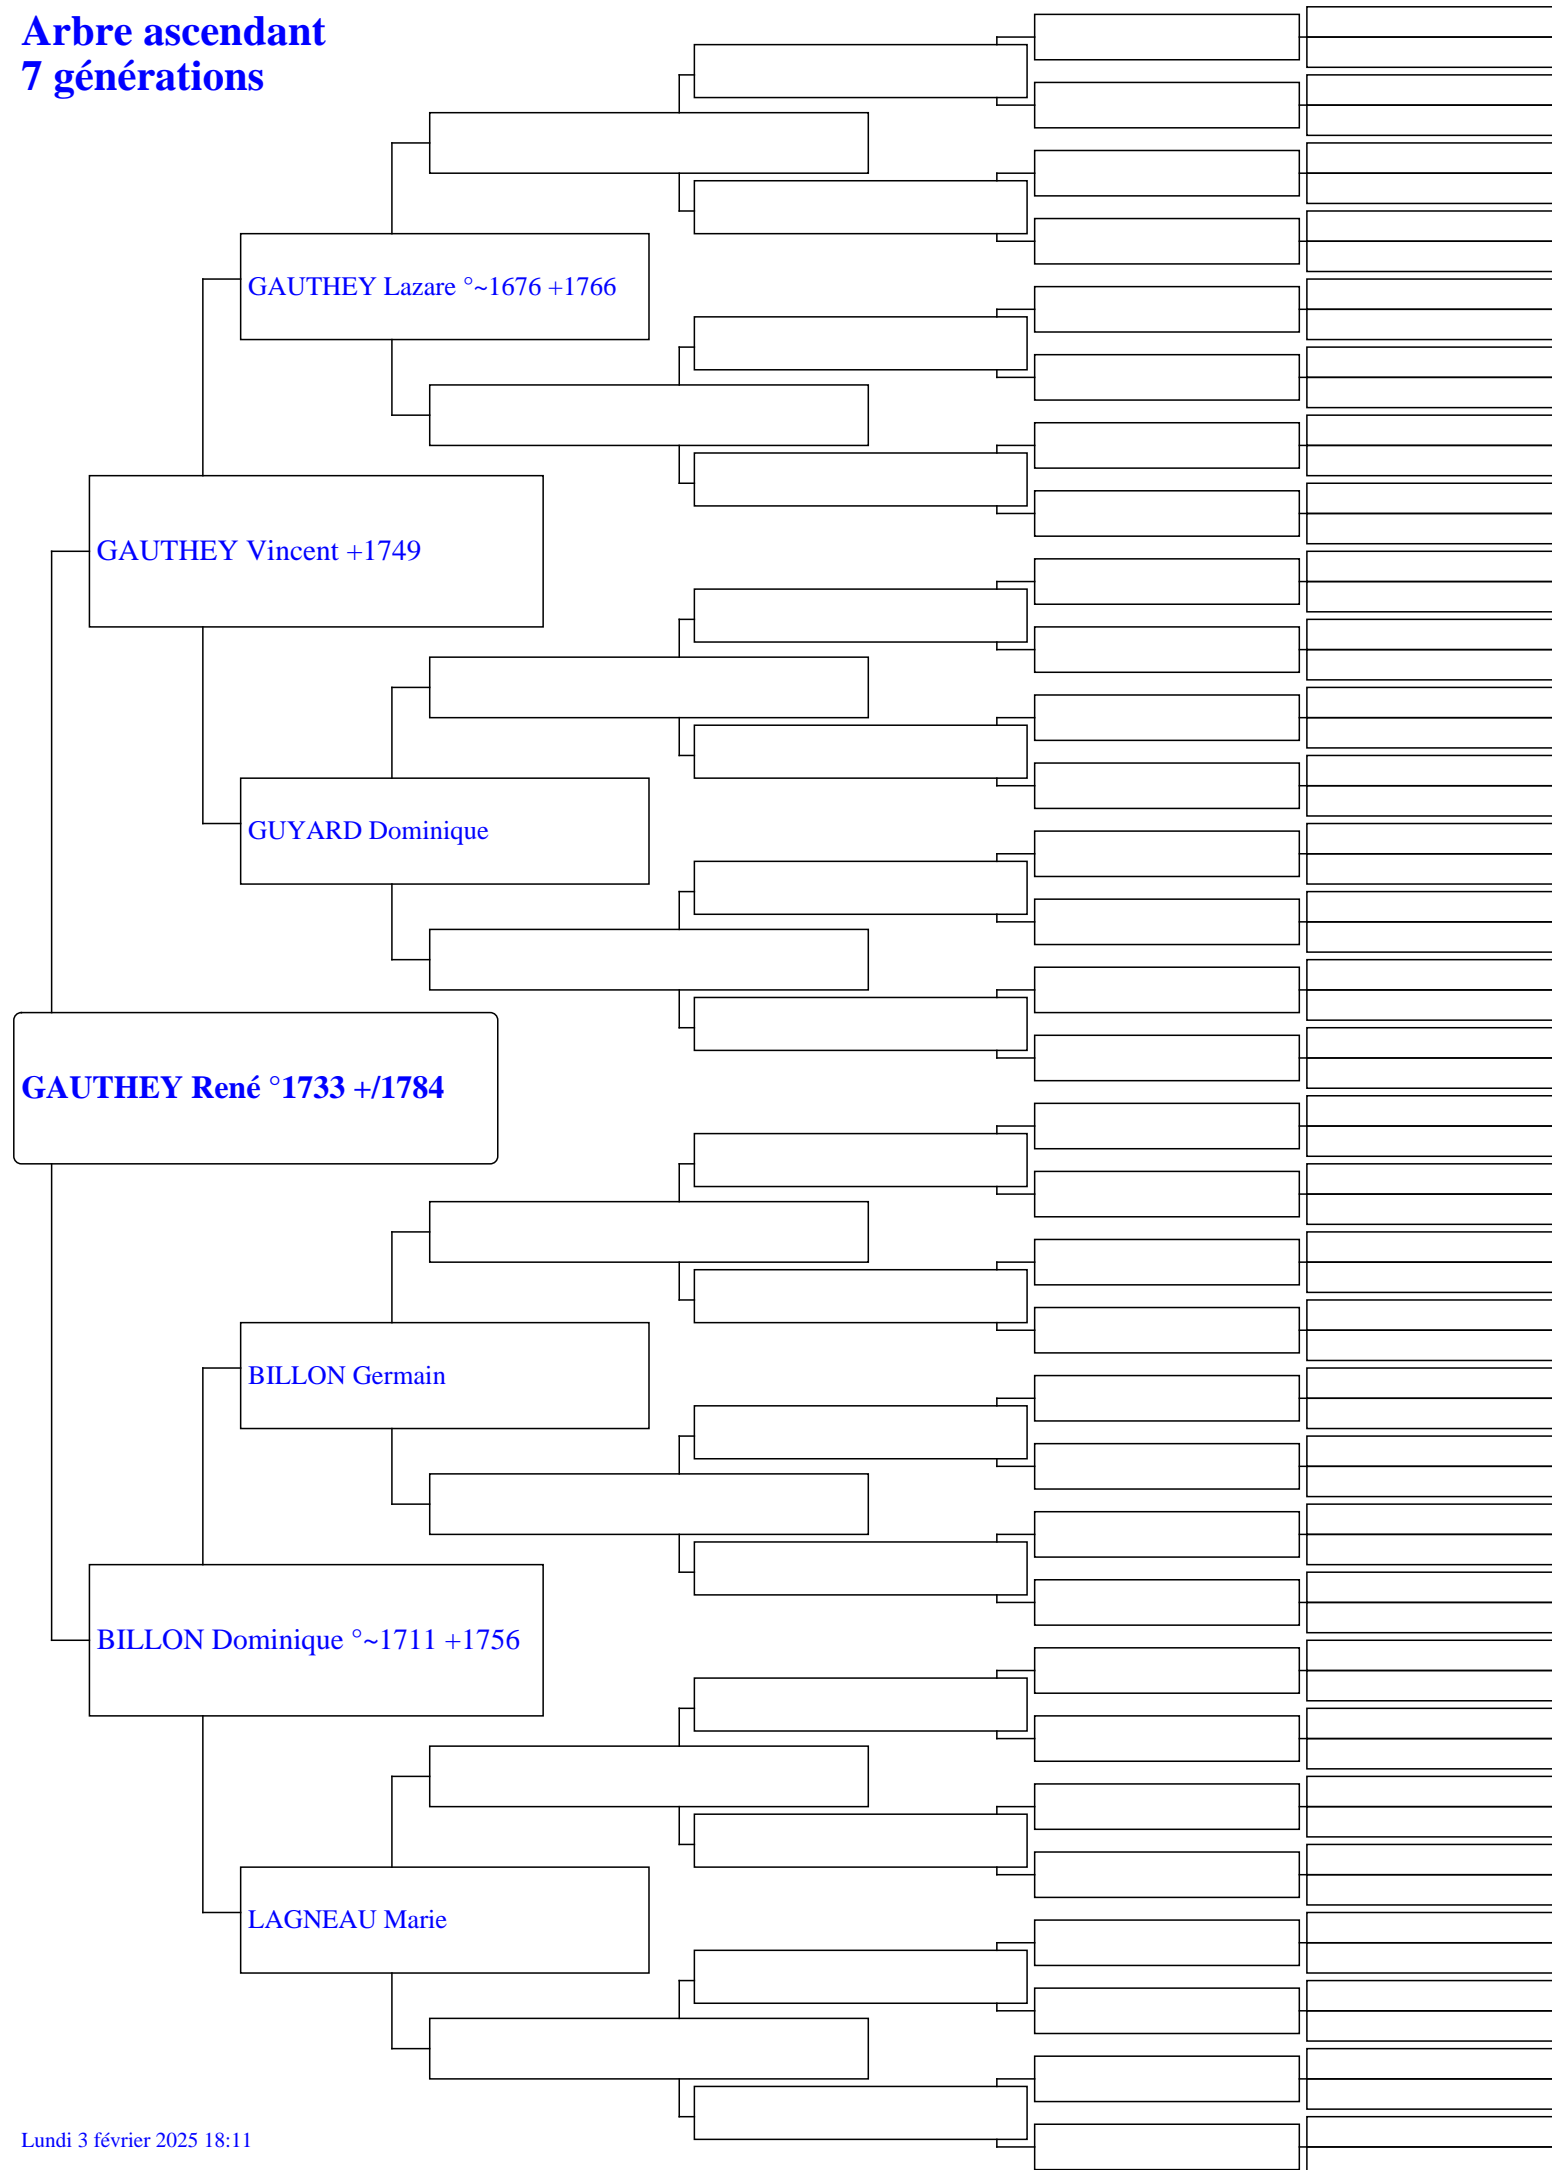 Arbre ascendant
7 générations
GAUTHEY Lazare °~1676 +1766
GAUTHEY Vincent +1749
GUYARD Dominique
GAUTHEY René °1733 +/1784
BILLON Germain
BILLON Dominique °~1711 +1756
LAGNEAU Marie
Lundi 3 février 2025 18:11